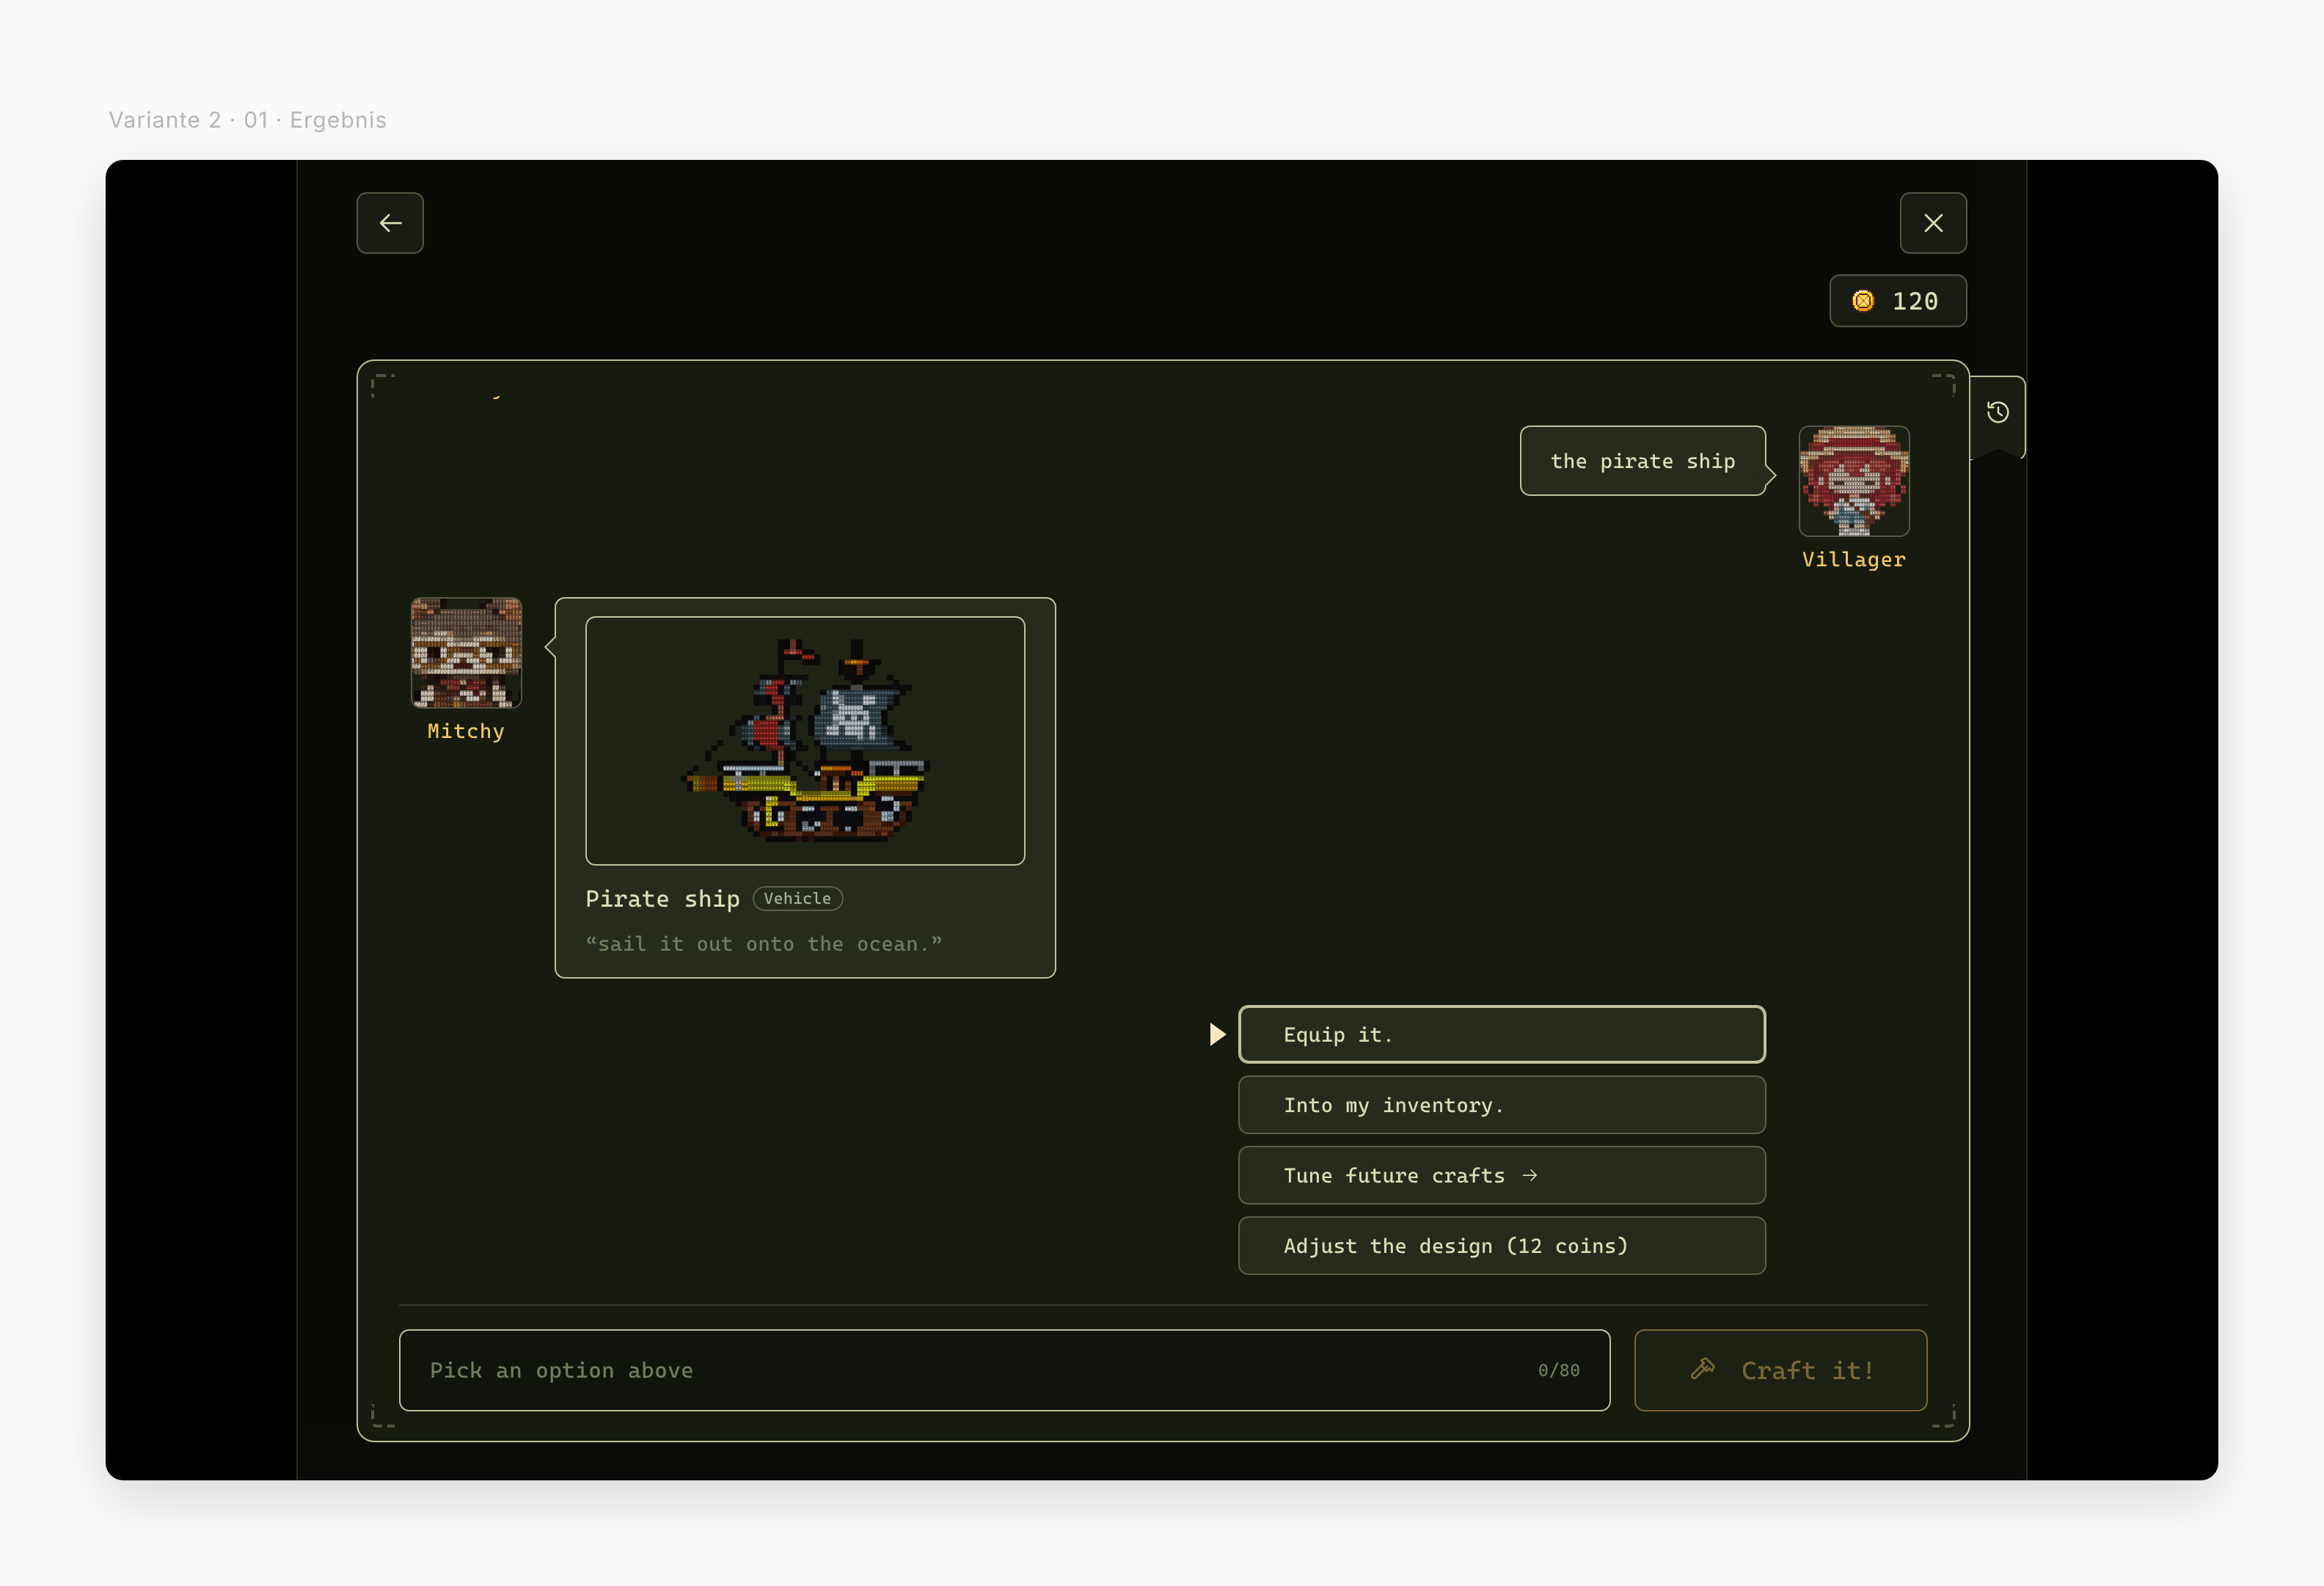 Variante 2 · 01 · Ergebnis
120
the pirate ship
Villager
Mitchy
Pirate ship Vehicle
“sail it out onto the ocean.”
Equip it.
Into my inventory.
Tune future crafts →
Adjust the design (12 coins)
Pick an option above 0/80
Craft it!